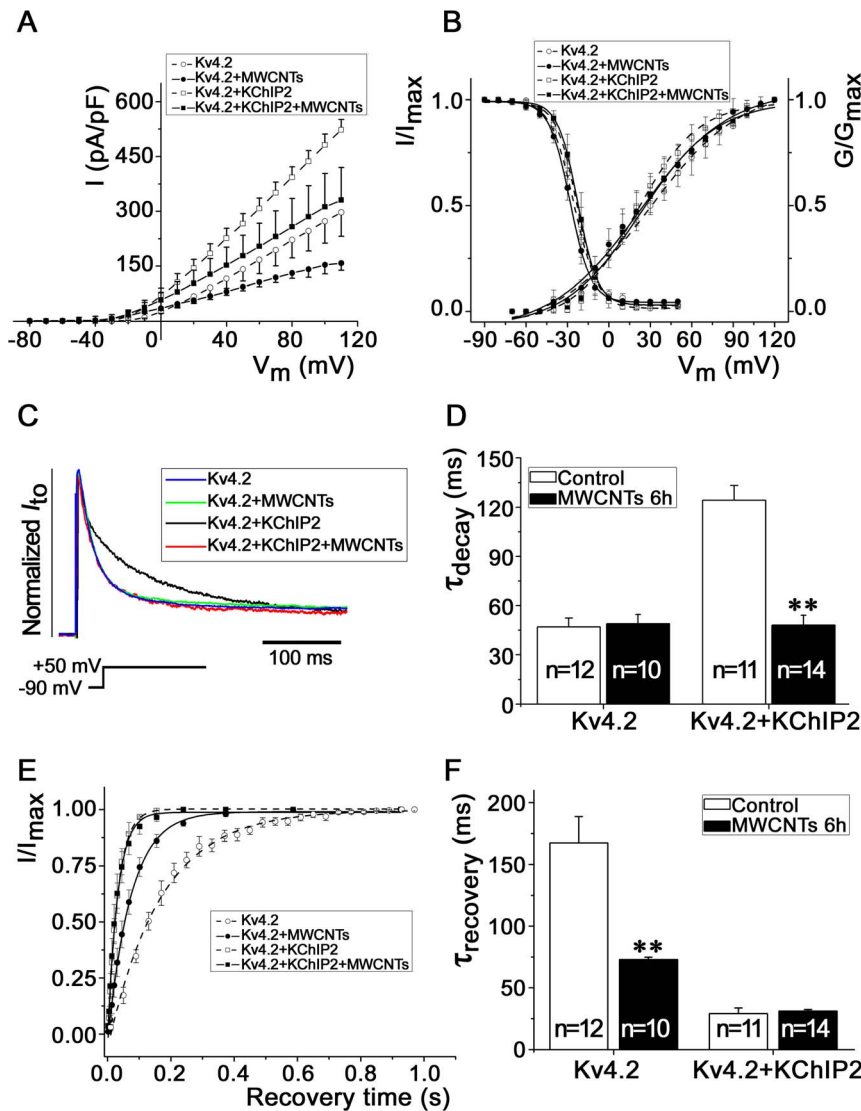 A
Kv4.2
Kv4.2+MWCNTs
Kv4.2+KChIP2
Kv4.2+KChIP2+MWCNTs
I (pA/pF)
600
450
300
150
-80 -40 0 40 80 120
Vm (mV)
B
Kv4.2
Kv4.2+MWCNTs
Kv4.2+KChIP2
Kv4.2+KChIP2+MWCNTs
I/Imax
1.0
0.5
0.0
G/Gmax
1.0
0.5
0.0
-90 -60 -30 0 30 60 90 120
Vm (mV)
C
Normalized Ito
Kv4.2
Kv4.2+MWCNTs
Kv4.2+KChIP2
Kv4.2+KChIP2+MWCNTs
100 ms
+50 mV
-90 mV
D
τdecay (ms)
150
120
90
60
30
0
Control
MWCNTs 6h
**
n=12 n=10 n=11 n=14
Kv4.2 Kv4.2+KChIP2
E
I/Imax
1.00
0.75
0.50
0.25
0.00
Kv4.2
Kv4.2+MWCNTs
Kv4.2+KChIP2
Kv4.2+KChIP2+MWCNTs
0.0 0.2 0.4 0.6 0.8 1.0
Recovery time (s)
F
τrecovery (ms)
200
150
100
50
0
Control
MWCNTs 6h
**
n=12 n=10 n=11 n=14
Kv4.2 Kv4.2+KChIP2